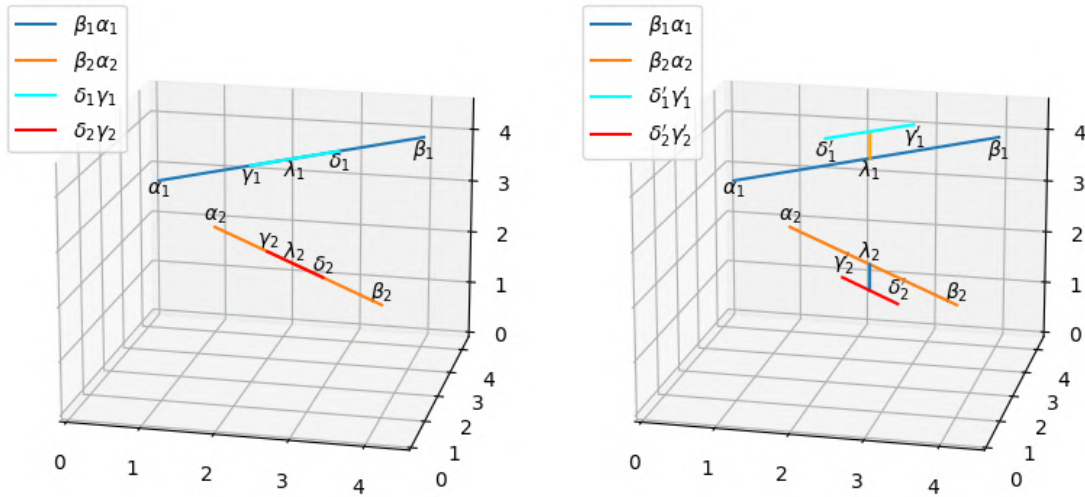 β₁α₁
β₂α₂
δ₁γ₁
δ₂γ₂
α₁
γ₁
λ₁
δ₁
β₁
α₂
γ₂
λ₂
δ₂
β₂
4
3
2
1
0
4
3
2
1
0
0
1
2
3
4
β₁α₁
β₂α₂
δ′₁γ′₁
δ′₂γ′₂
δ′₁
γ′₁
β₁
α₁
λ₁
α₂
λ₂
γ′₂
δ′₂
β₂
4
3
2
1
0
4
3
2
1
0
0
1
2
3
4